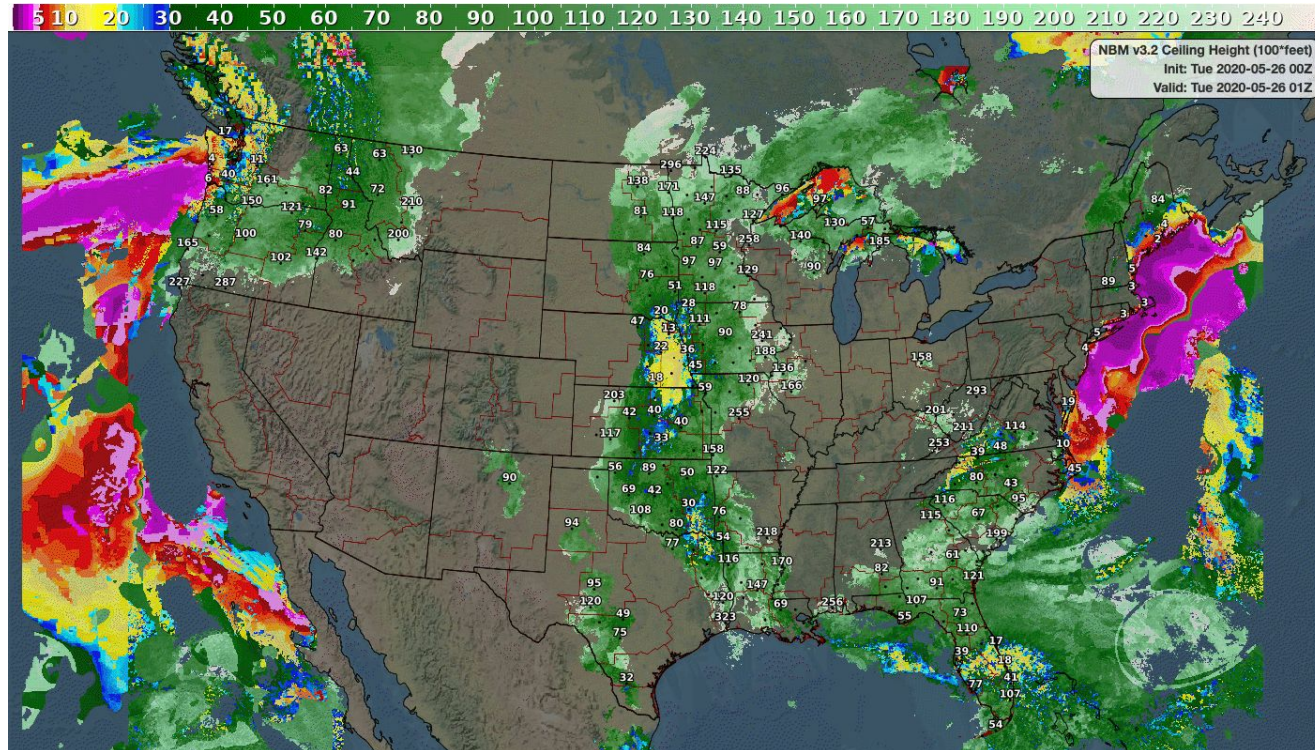 5 10 20 30 40 50 60 70 80 90 100 110 120 130 140 150 160 170 180 190 200 210 220 230 240
NBM v3.2 Ceiling Height (100*feet)
Init: Tue 2020-05-26 00Z
Valid: Tue 2020-05-26 01Z
17 63 63 130 224
4 11 44 296 135
6 40 161 82 72 138 171 88 96
58 150 121 91 210 147 97
81 118 127 130 57 84
100 79 80 200 115 4
165 87 258 140 185 2
102 142 84 59
97 97 129 90 5
227 287 76 89
51 118 3
28 78 3
20 3
47 13 111
90 241 5
22 36 188 4
45 158
18 120 136
203 59 166 293
42 40 255 201 19
117 40 211 114
33 158 253 48 10
39
56 89 50 122 80 45
69 42 43
30 116 95
108 76 115 67
94 80 218
77 54 213 199
116 61
170 82
95 147 91 121
120 120 69 256 107
49 323 55 73
75 110
17
39 18
32 77 41
107
54